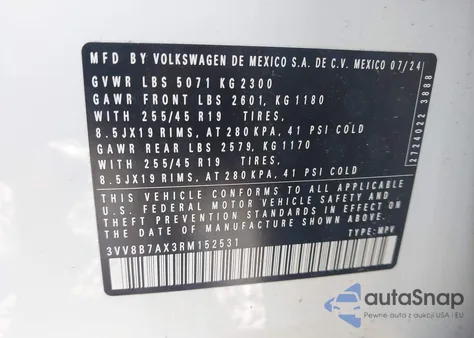 MFD BY VOLKSWAGEN DE MEXICO S.A. DE C.V. MEXICO 07/24
GVWR LBS 5071 KG 2300
GAWR FRONT LBS 2601, KG 1180
WITH 255/45 R19 TIRES,
8.5JX19 RIMS, AT 280 KPA, 41 PSI COLD
GAWR REAR LBS 2579, KG 1170
WITH 255/45 R19 TIRES,
8.5JX19 RIMS, AT 280 KPA, 41 PSI COLD
THIS VEHICLE CONFORMS TO ALL APPLICABLE
U.S. FEDERAL MOTOR VEHICLE SAFETY AND
THEFT PREVENTION STANDARDS IN EFFECT ON
THE DATE OF MANUFACTURE SHOWN ABOVE
3VV8B7AX3RM152531 TYPE: MPV
2724022 3888
autoSnap
Pewne auta z aukcji USA i EU